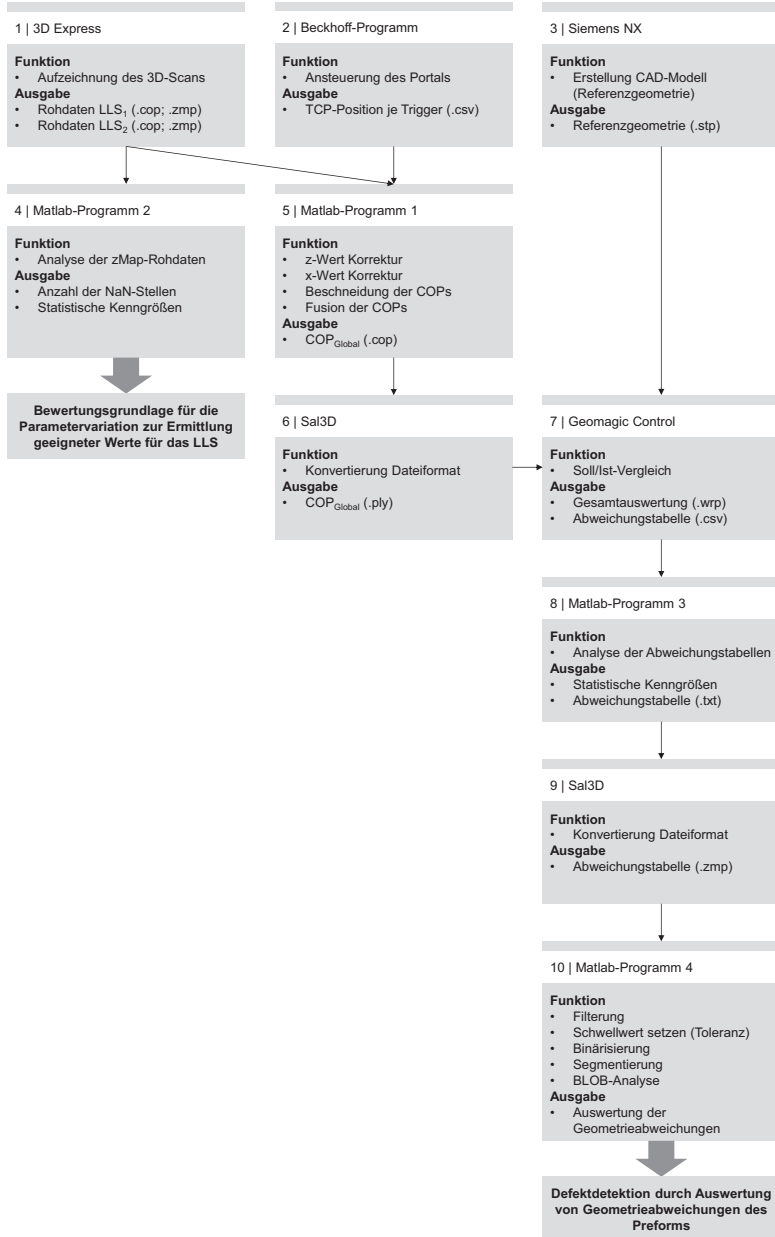 1 | 3D Express
Funktion
• Aufzeichnung des 3D-Scans
Ausgabe
• Rohdaten LLS1 (.cop; .zmp)
• Rohdaten LLS2 (.cop; .zmp)
2 | Beckhoff-Programm
Funktion
• Ansteuerung des Portals
Ausgabe
• TCP-Position je Trigger (.csv)
3 | Siemens NX
Funktion
• Erstellung CAD-Modell
(Referenzgeometrie)
Ausgabe
• Referenzgeometrie (.stp)
4 | Matlab-Programm 2
Funktion
• Analyse der zMap-Rohdaten
Ausgabe
• Anzahl der NaN-Stellen
• Statistische Kenngrößen
Bewertungsgrundlage für die
Parametervariation zur Ermittlung
geeigneter Werte für das LLS
5 | Matlab-Programm 1
Funktion
• z-Wert Korrektur
• x-Wert Korrektur
• Beschneidung der COPs
• Fusion der COPs
Ausgabe
• COPGlobal (.cop)
6 | Sal3D
Funktion
• Konvertierung Dateiformat
Ausgabe
• COPGlobal (.ply)
7 | Geomagic Control
Funktion
• Soll/Ist-Vergleich
Ausgabe
• Gesamtauswertung (.wrp)
• Abweichungstabelle (.csv)
8 | Matlab-Programm 3
Funktion
• Analyse der Abweichungstabellen
Ausgabe
• Statistische Kenngrößen
• Abweichungstabelle (.txt)
9 | Sal3D
Funktion
• Konvertierung Dateiformat
Ausgabe
• Abweichungstabelle (.zmp)
10 | Matlab-Programm 4
Funktion
• Filterung
• Schwellwert setzen (Toleranz)
• Binärisierung
• Segmentierung
• BLOB-Analyse
Ausgabe
• Auswertung der
Geometrieabweichungen
Defektdetektion durch Auswertung
von Geometrieabweichungen des
Preforms